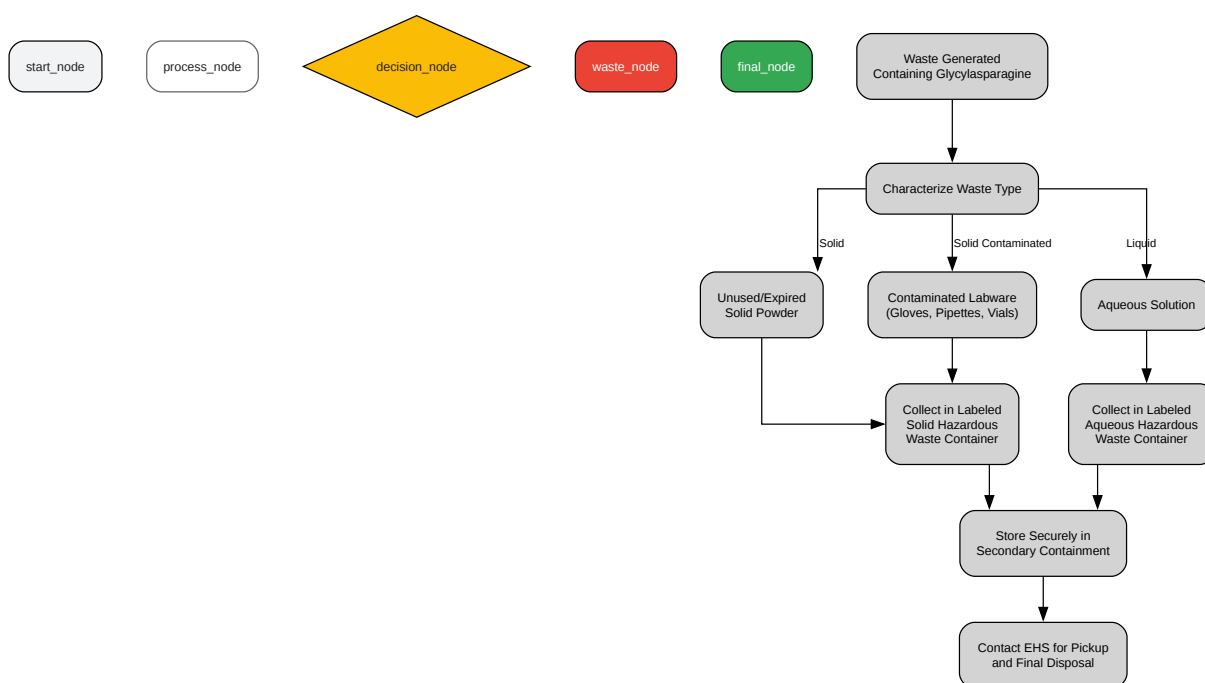 start_node
process_node
decision_node
waste_node
final_node
Waste Generated
Containing Glycylasparagine
Characterize Waste Type
Solid
Solid Contaminated
Liquid
Unused/Expired
Solid Powder
Contaminated Labware
(Gloves, Pipettes, Vials)
Aqueous Solution
Collect in Labeled
Solid Hazardous
Waste Container
Collect in Labeled
Aqueous Hazardous
Waste Container
Store Securely in
Secondary Containment
Contact EHS for Pickup
and Final Disposal